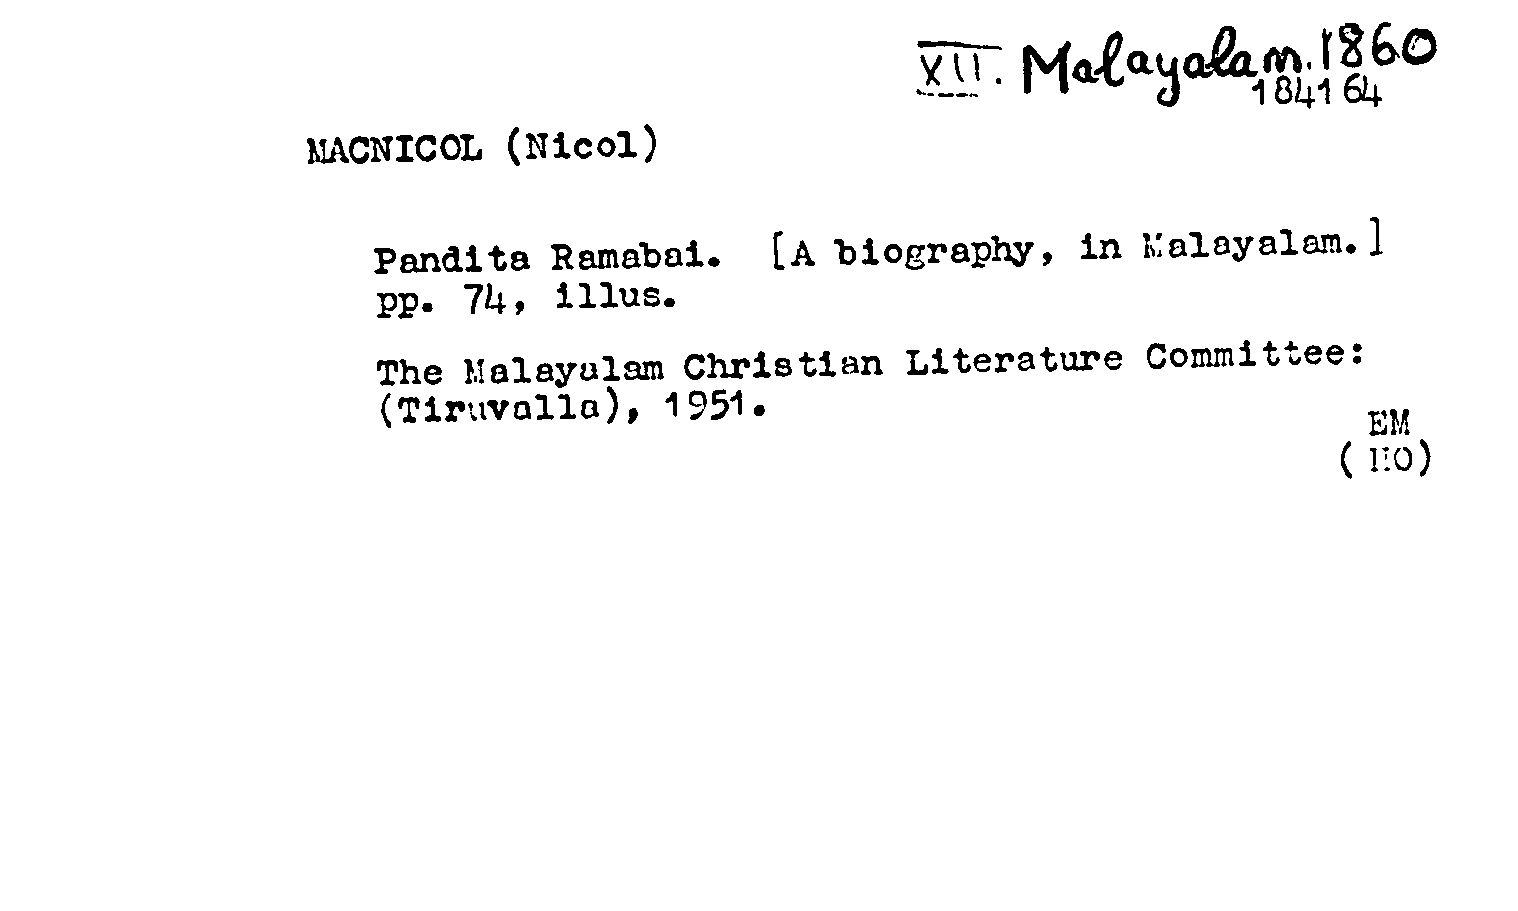 XII. Malayalam. 1860
184164
MACNICOL (Nicol)
Pandita Ramabai. [A biography, in Malayalam.]
pp. 74, illus.
The Malayalam Christian Literature Committee:
(Tiruvalla), 1951.
EM